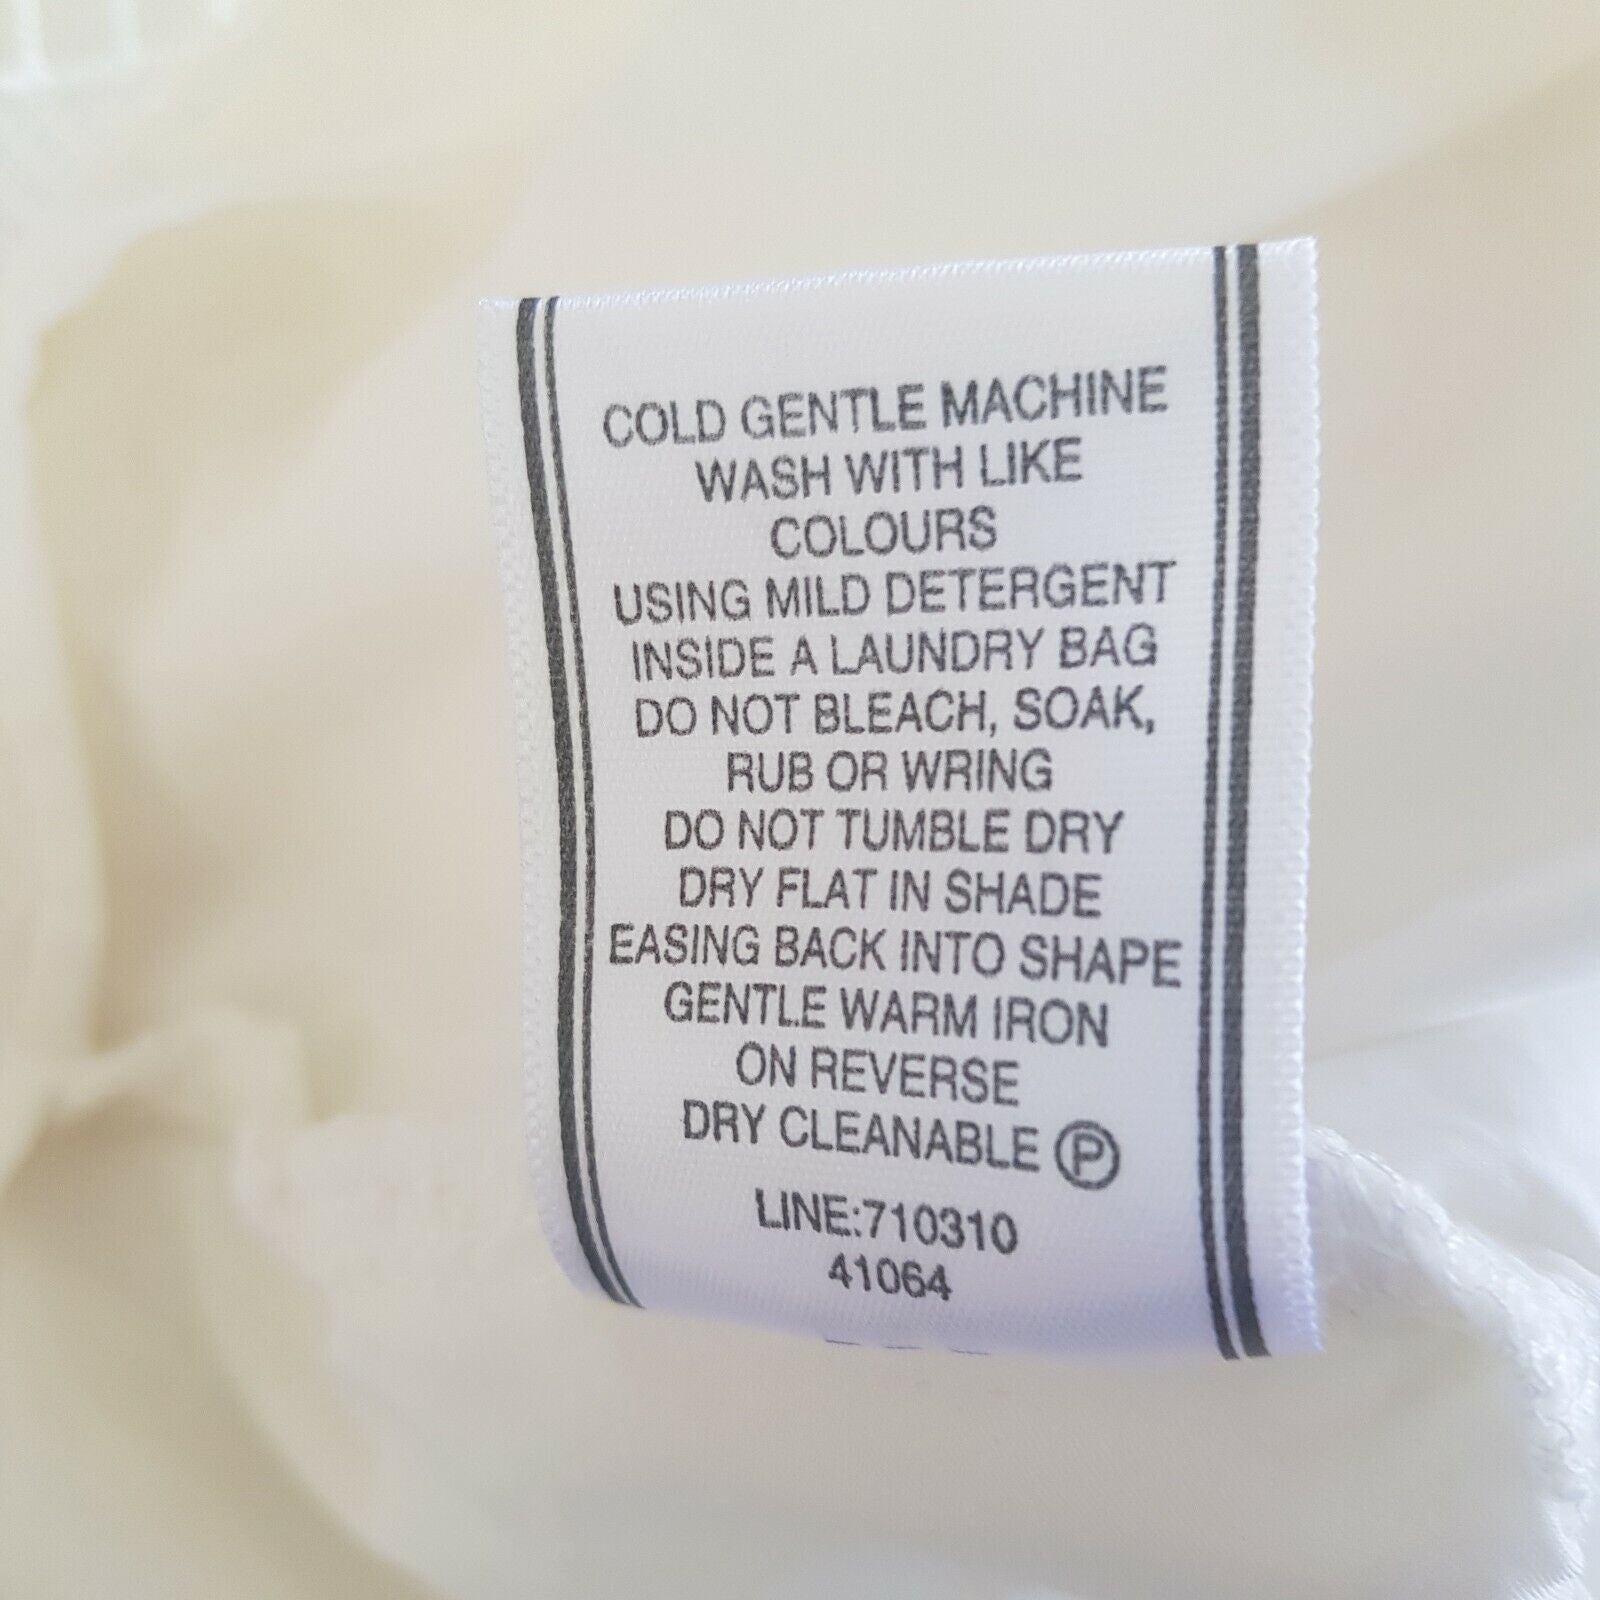 COLD GENTLE MACHINE
WASH WITH LIKE
COLOURS
USING MILD DETERGENT
INSIDE A LAUNDRY BAG
DO NOT BLEACH, SOAK,
RUB OR WRING
DO NOT TUMBLE DRY
DRY FLAT IN SHADE
EASING BACK INTO SHAPE
GENTLE WARM IRON
ON REVERSE
DRY CLEANABLE Ⓟ
LINE:710310
41064